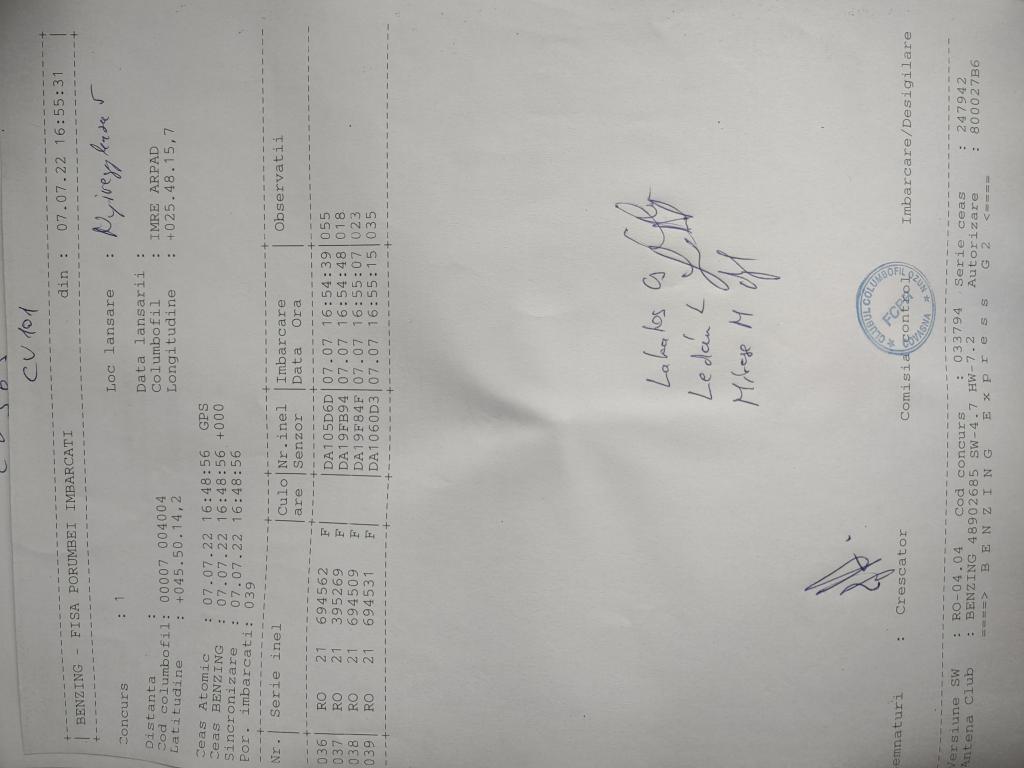 CV 101
BENZING - FISA PORUMBEI IMBARCATI din : 07.07.22 16:55:31
Concurs : 1 Loc lansare :
Data lansarii :
Distanta : Columbofil : IMRE ARPAD
Cod columbofil: 00007 004004 Longitudine : +025.48.15,7
Latitudine : +045.50.14,2
Ceas Atomic : 07.07.22 16:48:56 GPS
Ceas BENZING : 07.07.22 16:48:56 +000
Sincronizare : 07.07.22 16:48:56
Por. imbarcati: 039
Nr. | Serie inel | Culo | Nr.inel | Imbarcare | Observatii
are | Senzor | Data Ora
036 | RO 21 694562 F | DA105D6D | 07.07 16:54:39 | 055
037 | RO 21 395269 F | DA19FB94 | 07.07 16:54:48 | 018
038 | RO 21 694509 F | DA19F84F | 07.07 16:55:07 | 023
039 | RO 21 694531 F | DA1060D3 | 07.07 16:55:15 | 035
Lakatos Cs
L
M
emnaturi : Crescator Comisia control Imbarcare/Desigilare
CLUBUL COLUMBOFIL OZUN
FCPR
COVASNA
Versiune SW : RO-04.04 Cod concurs : 033794 Serie ceas : 247942
Antena Club : BENZING 48902685 SW-4.7 HW-7.2 Autorizare : 800027B6
====> B E N Z I N G E x p r e s s G 2 <====